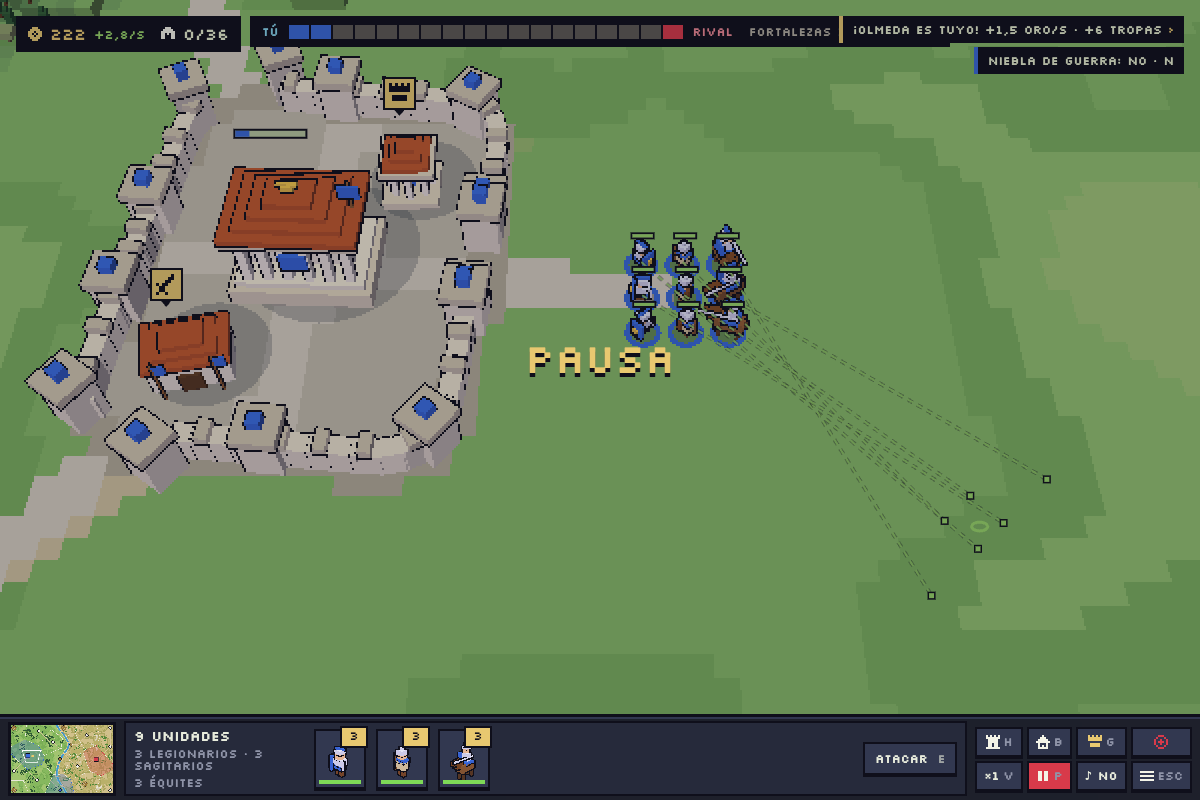 222 +2,8/S 0/36
TÚ RIVAL FORTALEZAS
¡OLMEDA ES TUYO! +1,5 ORO/S · +6 TROPAS ›
NIEBLA DE GUERRA: NO · N
PAUSA
9 UNIDADES
3 LEGIONARIOS · 3
SAGITARIOS
3 ÉQUITES
3 3 3
ATACAR E
H B G
×1 V P ♪ NO ESC